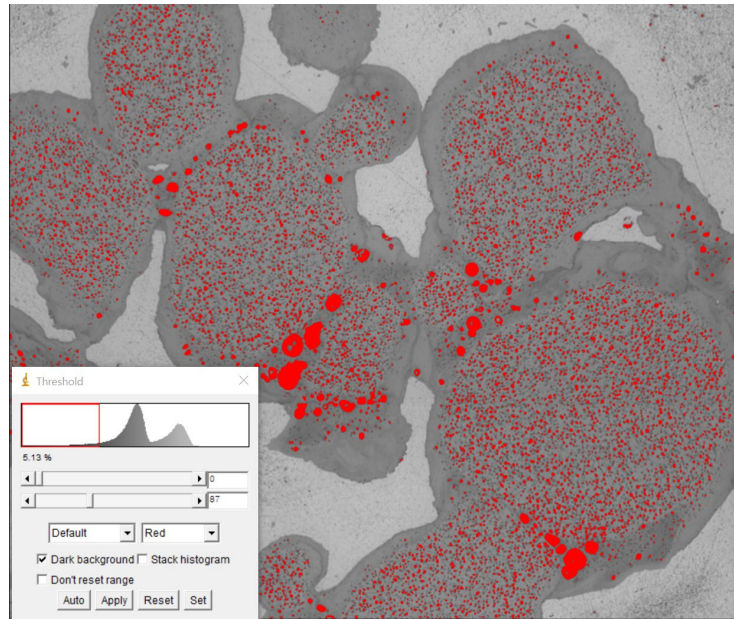 Threshold
5.13 %
0
87
Default Red
Dark background Stack histogram
Don't reset range
Auto Apply Reset Set